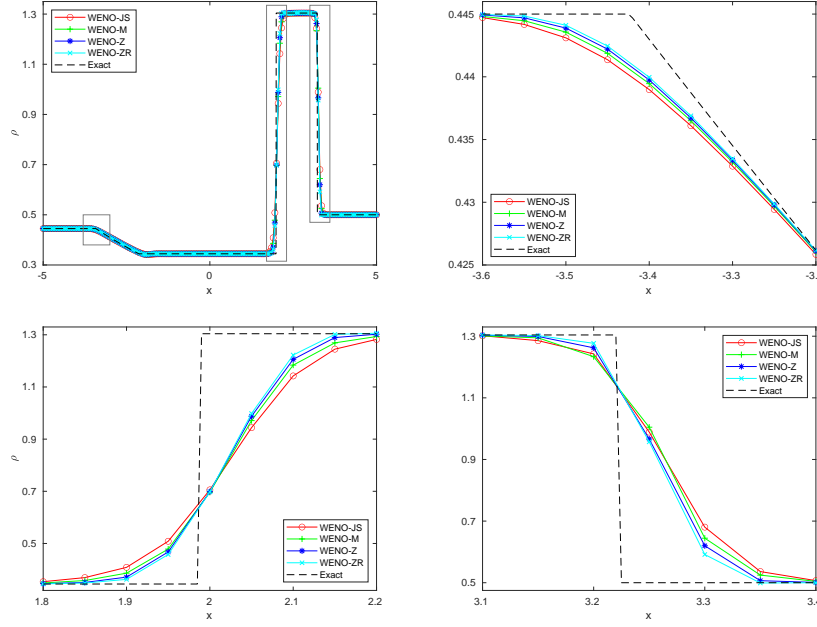 1.3
1.1
0.9
0.7
0.5
0.3
ρ
WENO-JS
WENO-M
WENO-Z
WENO-ZR
Exact
-5
0
5
x
0.445
0.44
0.435
0.43
0.425
WENO-JS
WENO-M
WENO-Z
WENO-ZR
Exact
-3.6
-3.5
-3.4
-3.3
x
1.3
1.1
0.9
0.7
0.5
ρ
WENO-JS
WENO-M
WENO-Z
WENO-ZR
Exact
1.8
1.9
2
2.1
2.2
x
1.3
1.1
0.9
0.7
0.5
WENO-JS
WENO-M
WENO-Z
WENO-ZR
Exact
3.1
3.2
3.3
3.4
x